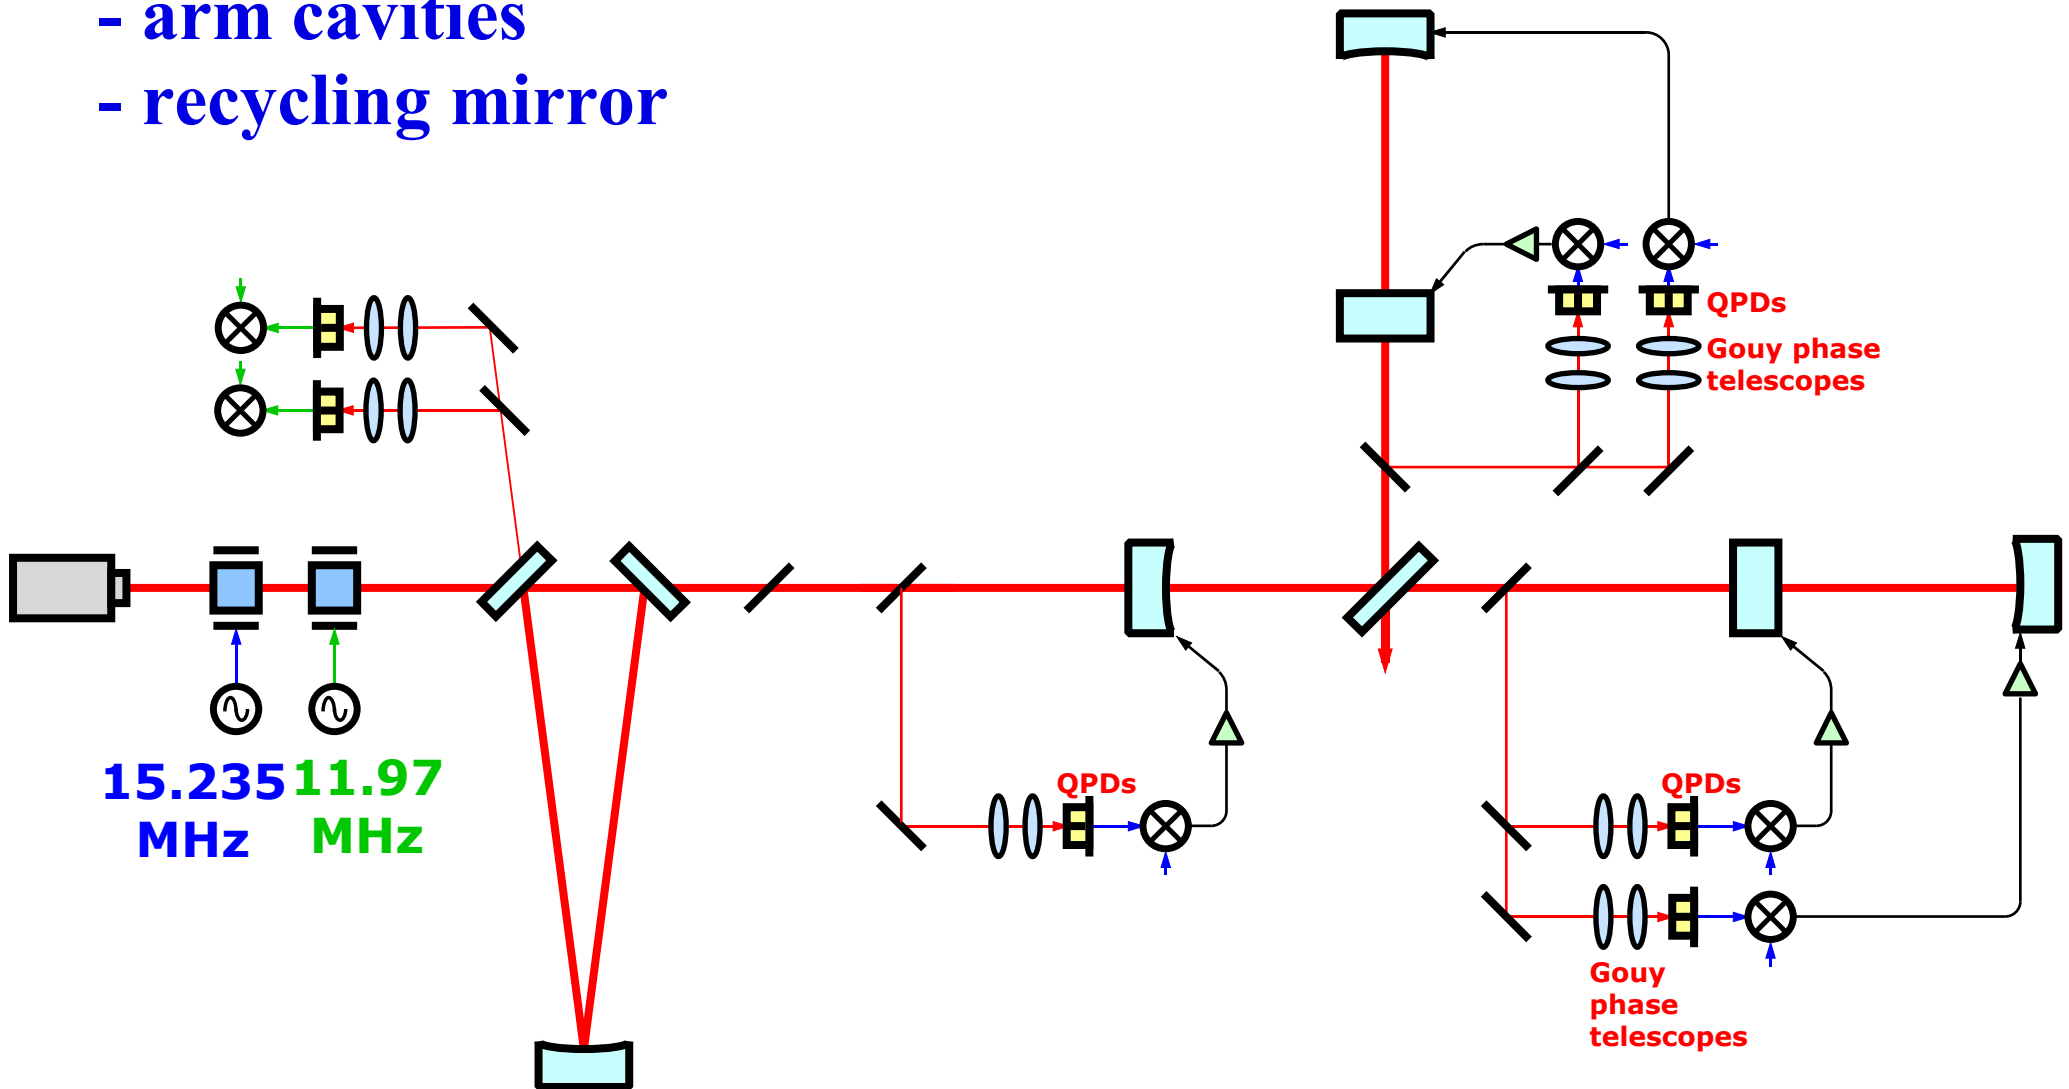 - arm cavities
- recycling mirror
QPDs
Gouy phase
telescopes
15.235
MHz
11.97
MHz
QPDs
QPDs
Gouy
phase
telescopes